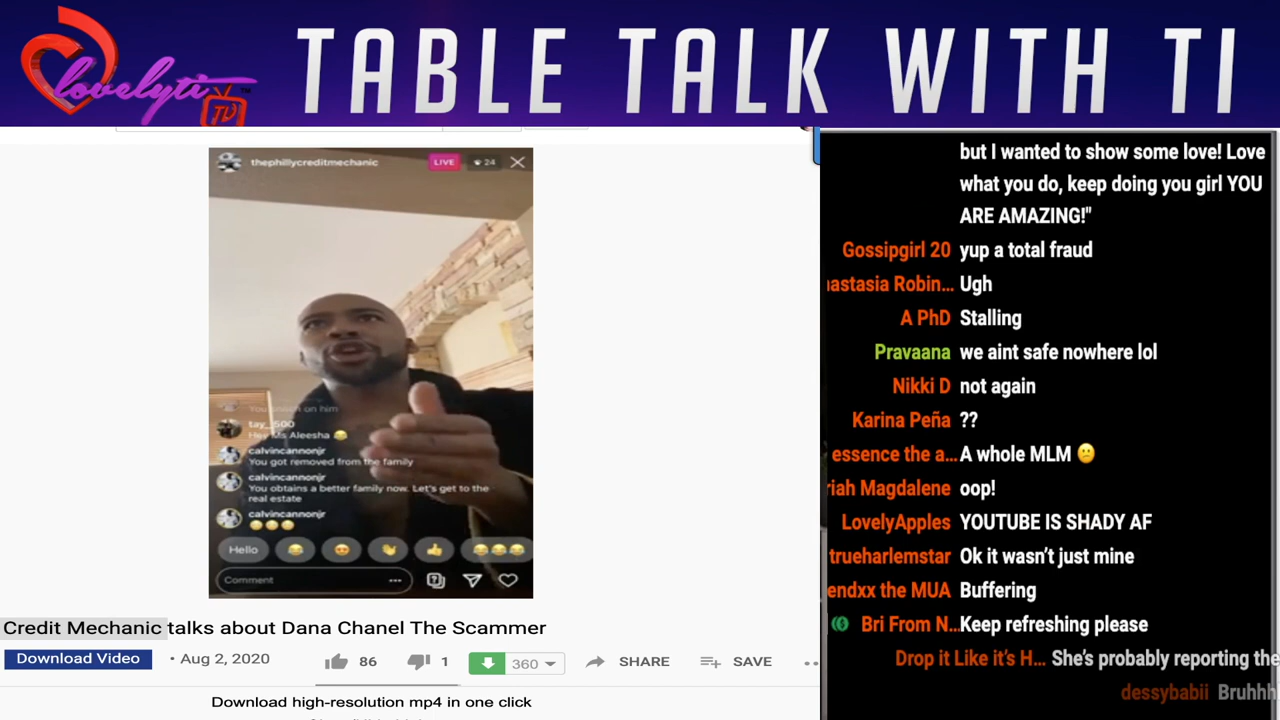 lovelyti TV
TABLE TALK WITH TI
thephillycreditmechanic LIVE 24
You on him
tay_500
Hey Ms Aleesha 😂
calvincannonjr
You got removed from the family
calvincannonjr
You obtains a better family now. Let's get to the
real estate
calvincannonjr
😳😳😳
Hello 😂 😍 👏 👍 😂😂😂
Comment ...
Credit Mechanic talks about Dana Chanel The Scammer
Download Video • Aug 2, 2020 86 1 360 SHARE SAVE
Download high-resolution mp4 in one click
but I wanted to show some love! Love
what you do, keep doing you girl YOU
ARE AMAZING!"
Gossipgirl 20 yup a total fraud
nastasia Robin... Ugh
A PhD Stalling
Pravaana we aint safe nowhere lol
Nikki D not again
Karina Peña ??
essence the a... A whole MLM 😕
riah Magdalene oop!
LovelyApples YOUTUBE IS SHADY AF
trueharlemstar Ok it wasn't just mine
endxx the MUA Buffering
Bri From N... Keep refreshing please
Drop it Like it's H... She's probably reporting the
dessybabii Bruhhh